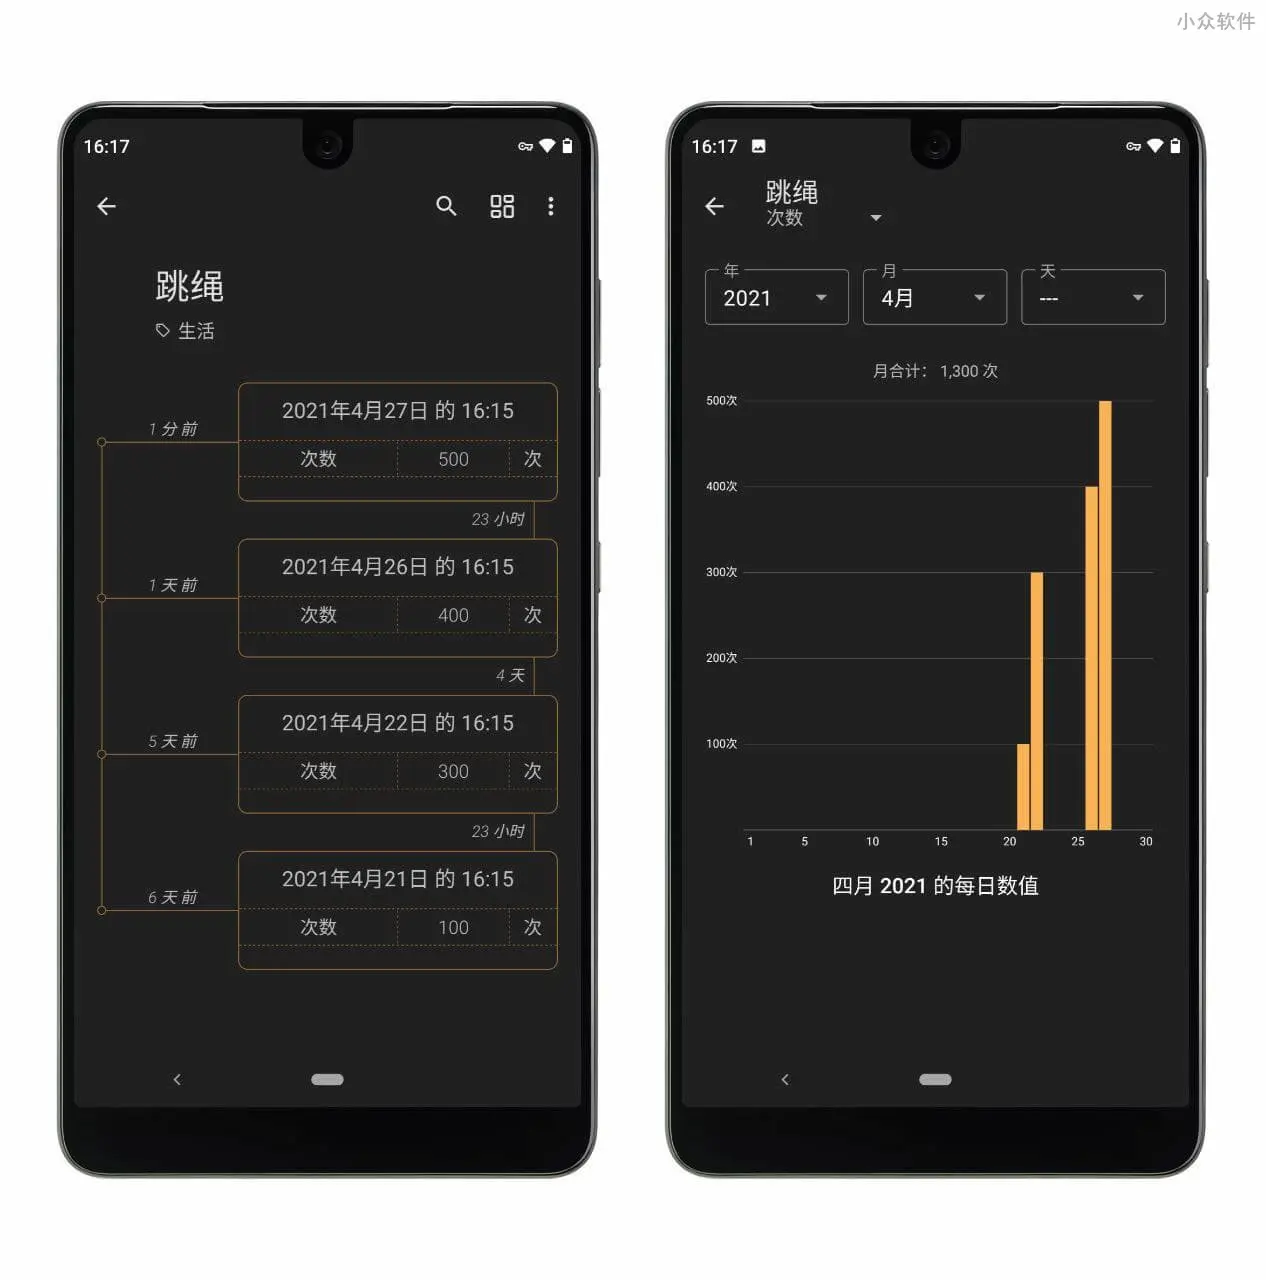 小众软件
16:17
跳绳
生活
2021年4月27日 的 16:15
1 分前
次数 500 次
23 小时
2021年4月26日 的 16:15
1 天前
次数 400 次
4 天
2021年4月22日 的 16:15
5 天前
次数 300 次
23 小时
2021年4月21日 的 16:15
6 天前
次数 100 次
16:17
跳绳
次数
年 月 天
2021 4月 ---
月合计： 1,300 次
500次
400次
300次
200次
100次
1 5 10 15 20 25 30
四月 2021 的每日数值